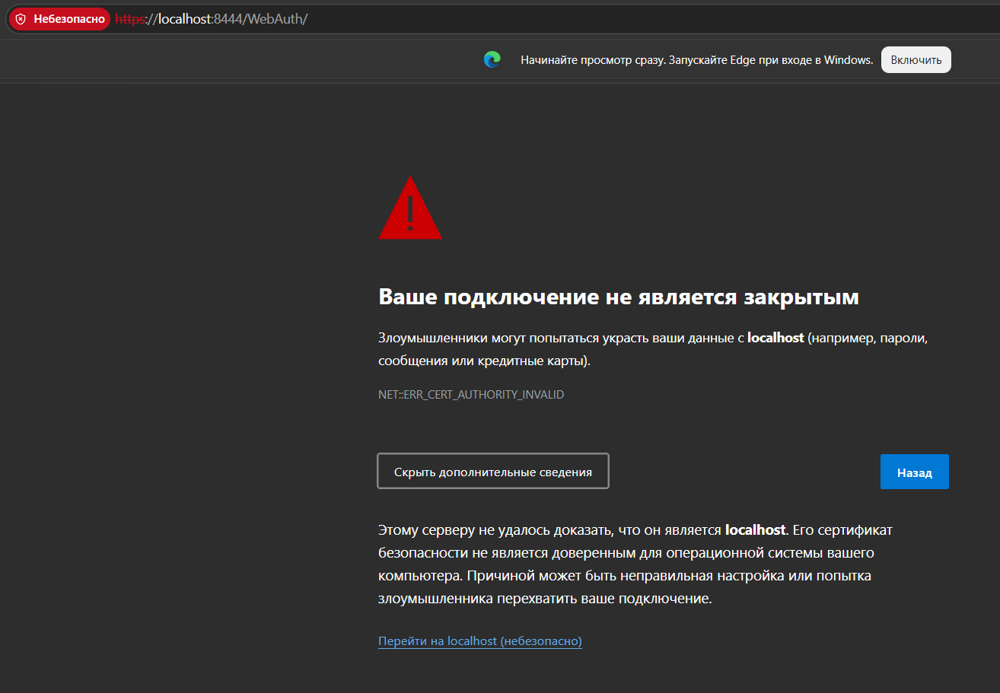 Небезопасно https://localhost:8444/WebAuth/
Начинайте просмотр сразу. Запускайте Edge при входе в Windows. Включить
Ваше подключение не является закрытым
Злоумышленники могут попытаться украсть ваши данные с localhost (например, пароли,
сообщения или кредитные карты).
NET::ERR_CERT_AUTHORITY_INVALID
Скрыть дополнительные сведения
Назад
Этому серверу не удалось доказать, что он является localhost. Его сертификат
безопасности не является доверенным для операционной системы вашего
компьютера. Причиной может быть неправильная настройка или попытка
злоумышленника перехватить ваше подключение.
Перейти на localhost (небезопасно)